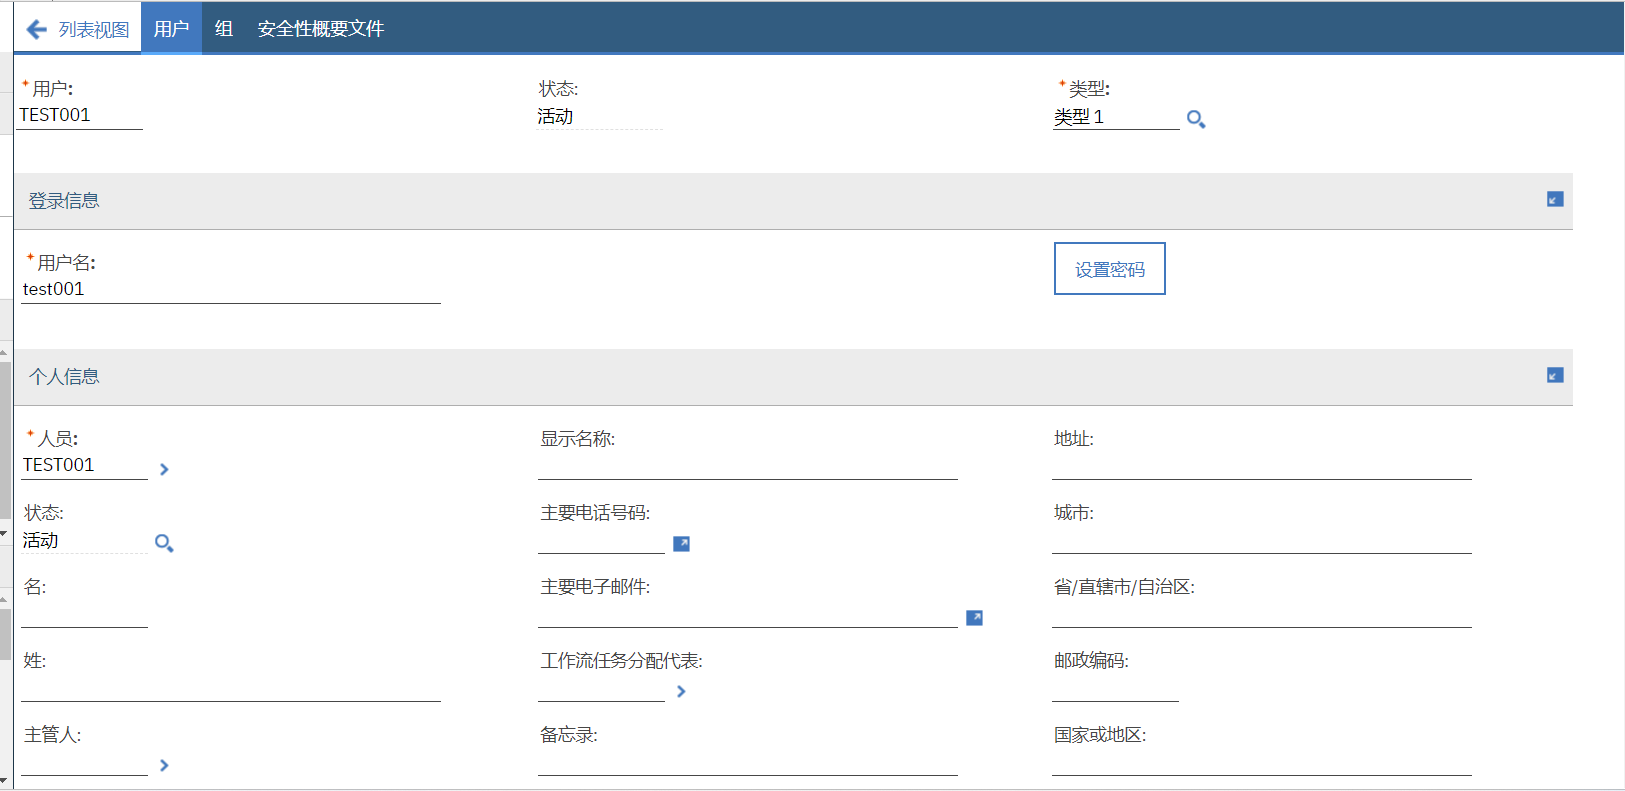 列表视图 用户 组 安全性概要文件
*用户: 状态: *类型:
TEST001 活动 类型 1
登录信息
*用户名: 设置密码
test001
个人信息
*人员: 显示名称: 地址:
TEST001
状态: 主要电话号码: 城市:
活动
名: 主要电子邮件: 省/直辖市/自治区:
姓: 工作流任务分配代表: 邮政编码:
主管人: 备忘录: 国家或地区: